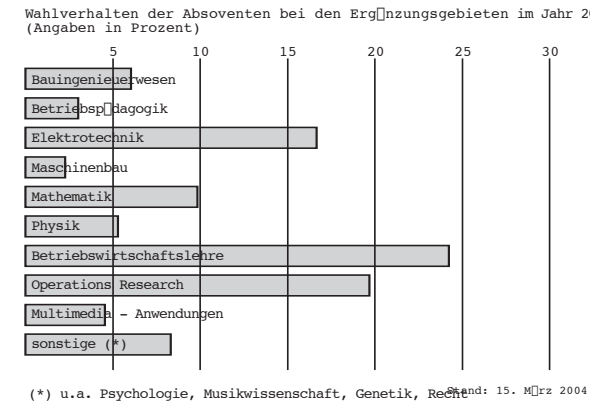 Wahlverhalten der Absoventen bei den Erg▯nzungsgebieten im Jahr
(Angaben in Prozent)
5 10 15 20 25 30
Bauingenieuerwesen
Betriebsp▯dagogik
Elektrotechnik
Maschinenbau
Mathematik
Physik
Betriebswirtschaftslehre
Operations Research
Multimedia - Anwendungen
sonstige (*)
(*) u.a. Psychologie, Musikwissenschaft, Genetik, Recht
Stand: 15. M▯rz 2004